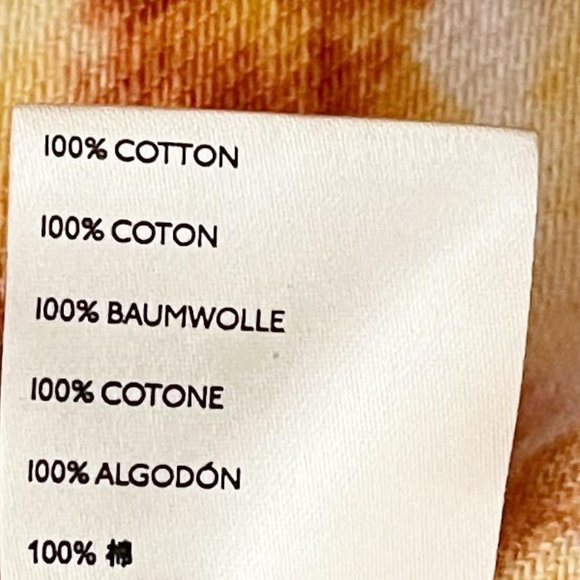 100% COTTON
100% COTON
100% BAUMWOLLE
100% COTONE
100% ALGODÓN
100% 棉